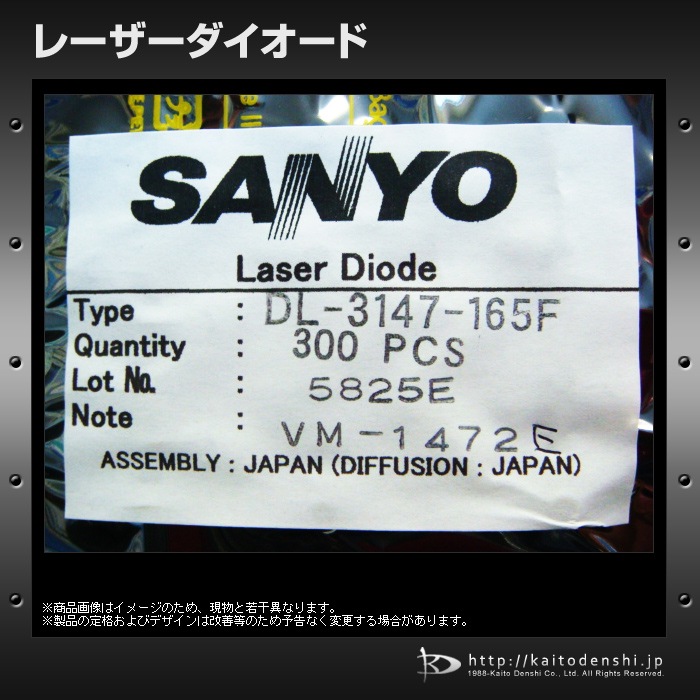 レーザーダイオード
SANYO
Laser Diode
Type : DL-3147-165F
Quantity : 300 PCS
Lot No. : 5825E
Note : VM-1472E
ASSEMBLY : JAPAN (DIFFUSION : JAPAN)
※商品画像はイメージのため、現物と若干異なります。
※製品の定格およびデザインは改善等のため予告なく変更する場合があります。
http://kaitodenshi.jp
1988-Kaito Denshi Co., Ltd. All Rights Reserved.